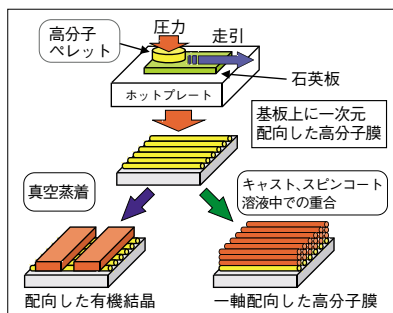 高分子
ペレット
圧力
走引
石英板
ホットプレート
基板上に一次元
配向した高分子膜
真空蒸着
キャスト、スピンコート
溶液中での重合
配向した有機結晶
一軸配向した高分子膜